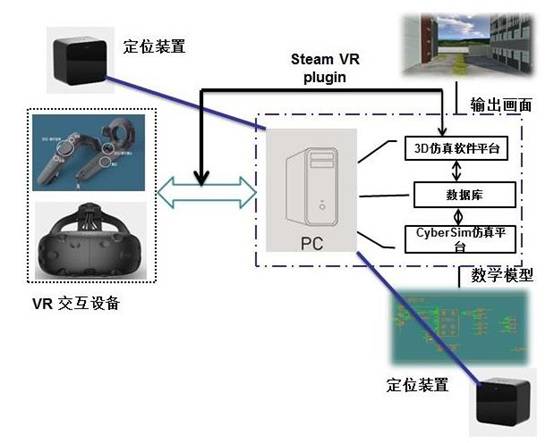 定位装置
Steam VR
plugin
输出画面
3D仿真软件平台
数据库
CyberSim仿真平
台
PC
VR 交互设备
数学模型
定位装置